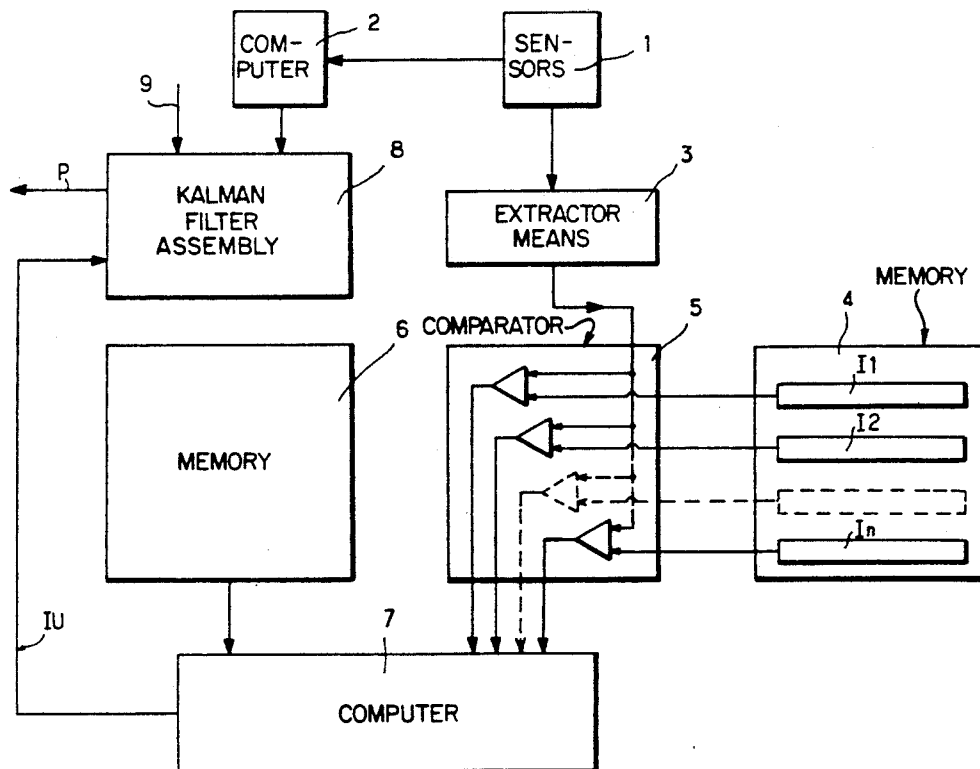 2
COM-
PUTER
SEN-
SORS
1
9
P
KALMAN
FILTER
ASSEMBLY
8
3
EXTRACTOR
MEANS
MEMORY
6
COMPARATOR
5
4
I1
I2
In
MEMORY
IU
7
COMPUTER